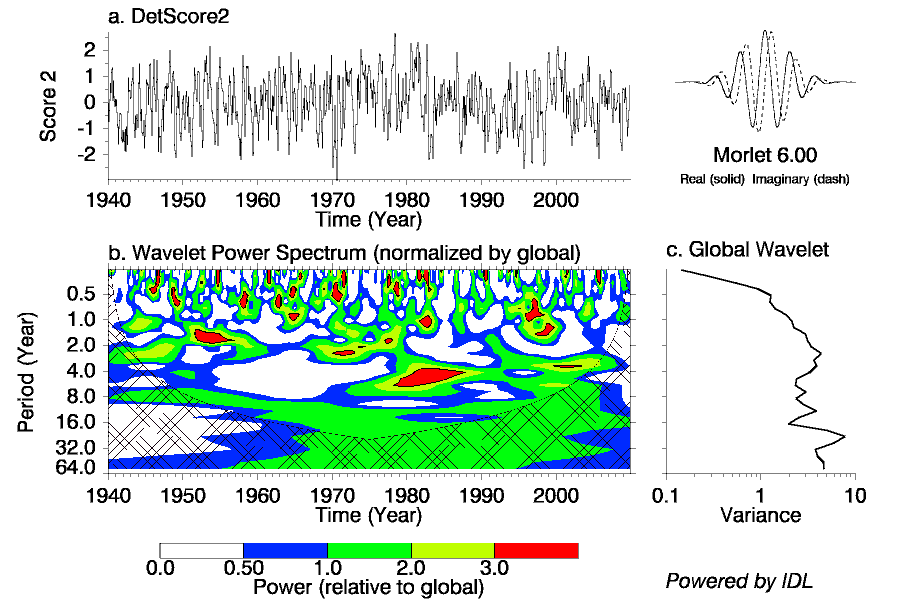 a. DetScore2
Score 2
2
1
0
-1
-2
1940 1950 1960 1970 1980 1990 2000
Time (Year)
Morlet 6.00
Real (solid) Imaginary (dash)
b. Wavelet Power Spectrum (normalized by global)
Period (Year)
0.5
1.0
2.0
4.0
8.0
16.0
32.0
64.0
1940 1950 1960 1970 1980 1990 2000
Time (Year)
c. Global Wavelet
0.1 1 10
Variance
0.0 0.50 1.0 2.0 3.0
Power (relative to global)
Powered by IDL